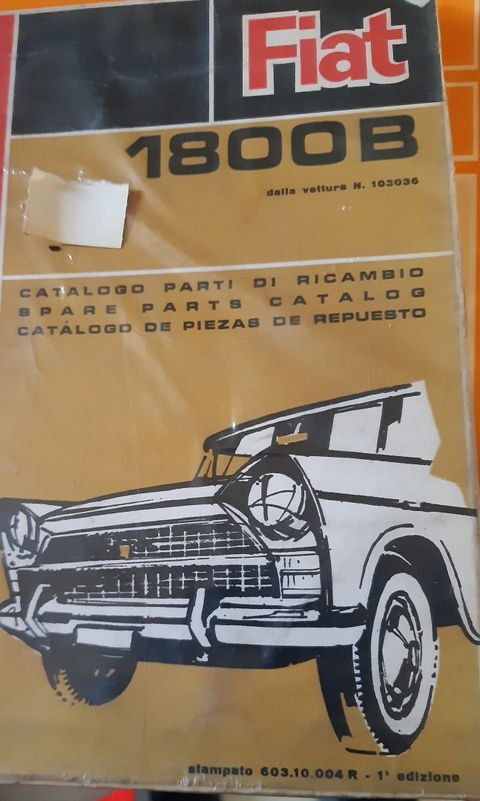 Fiat
1800B
dalla vettura N. 103036
CATALOGO PARTI DI RICAMBIO
SPARE PARTS CATALOG
CATÁLOGO DE PIEZAS DE REPUESTO
stampato 603.10.004 R - 1ª edizione